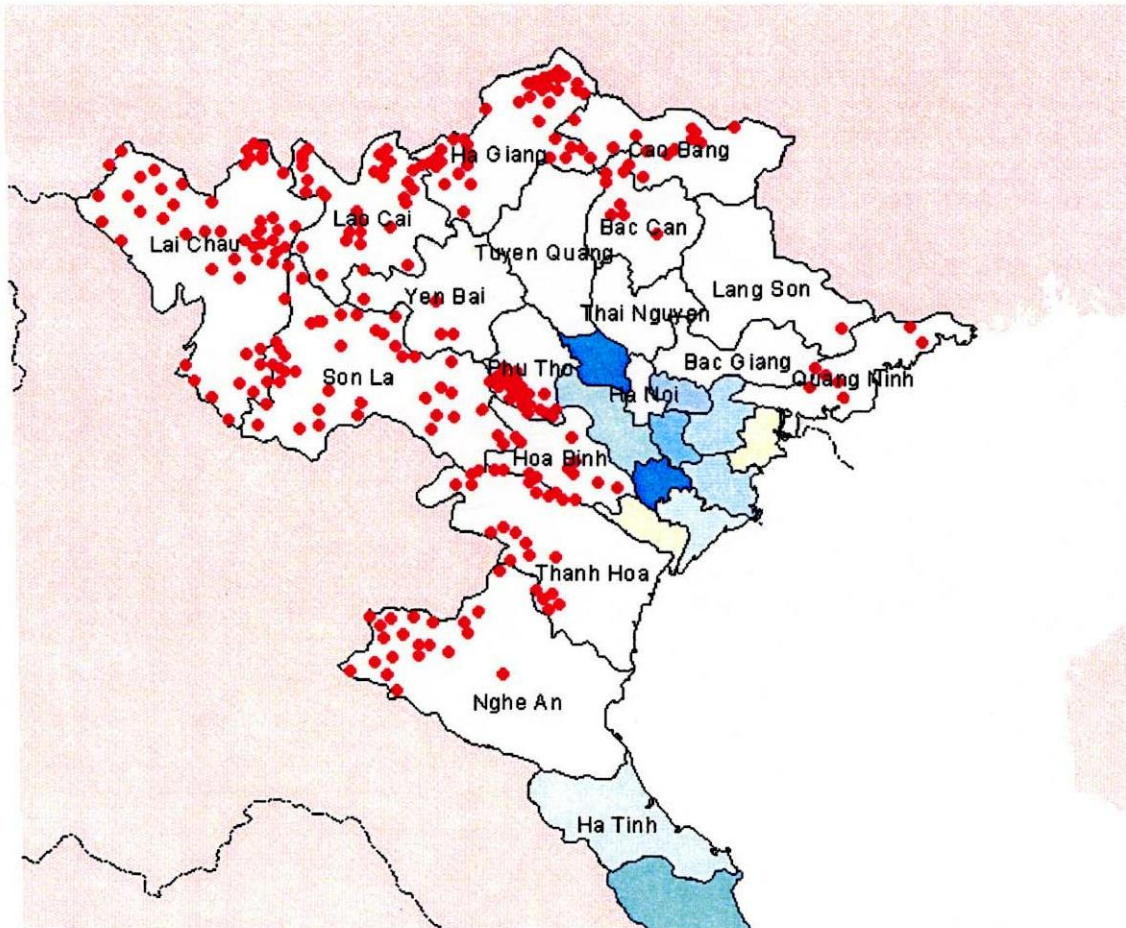 Ha Giang
Cao Bang
Lao Cai
Bac Can
Lai Chau
Tuyen Quang
Yen Bai
Lang Son
Thai Nguyen
Phu Tho
Bac Giang
Son La
Quang Ninh
Ha Noi
Hoa Binh
Thanh Hoa
Nghe An
Ha Tinh